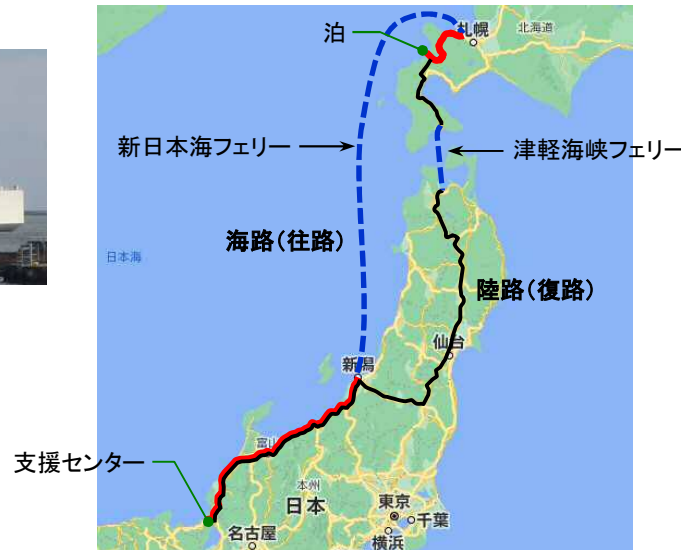 泊
札幌
北海道
新日本海フェリー
津軽海峡フェリー
海路(往路)
日本海
陸路(復路)
仙台
新潟
富山
支援センター
本州
日本
東京
千葉
名古屋
横浜